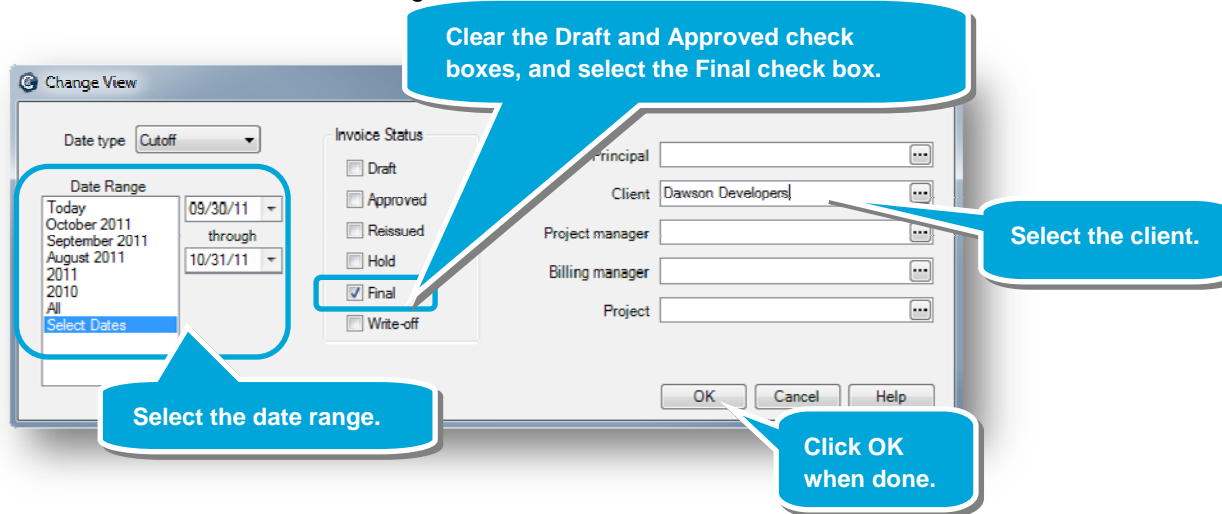 Clear the Draft and Approved check
boxes, and select the Final check box.
Change View
Date type Cutoff
Date Range
Today
October 2011
September 2011
August 2011
2011
2010
All
Select Dates
09/30/11
through
10/31/11
Select the date range.
Invoice Status
Draft
Approved
Reissued
Hold
Final
Write-off
Principal
Client Dawson Developers
Project manager
Billing manager
Project
Select the client.
OK Cancel Help
Click OK
when done.